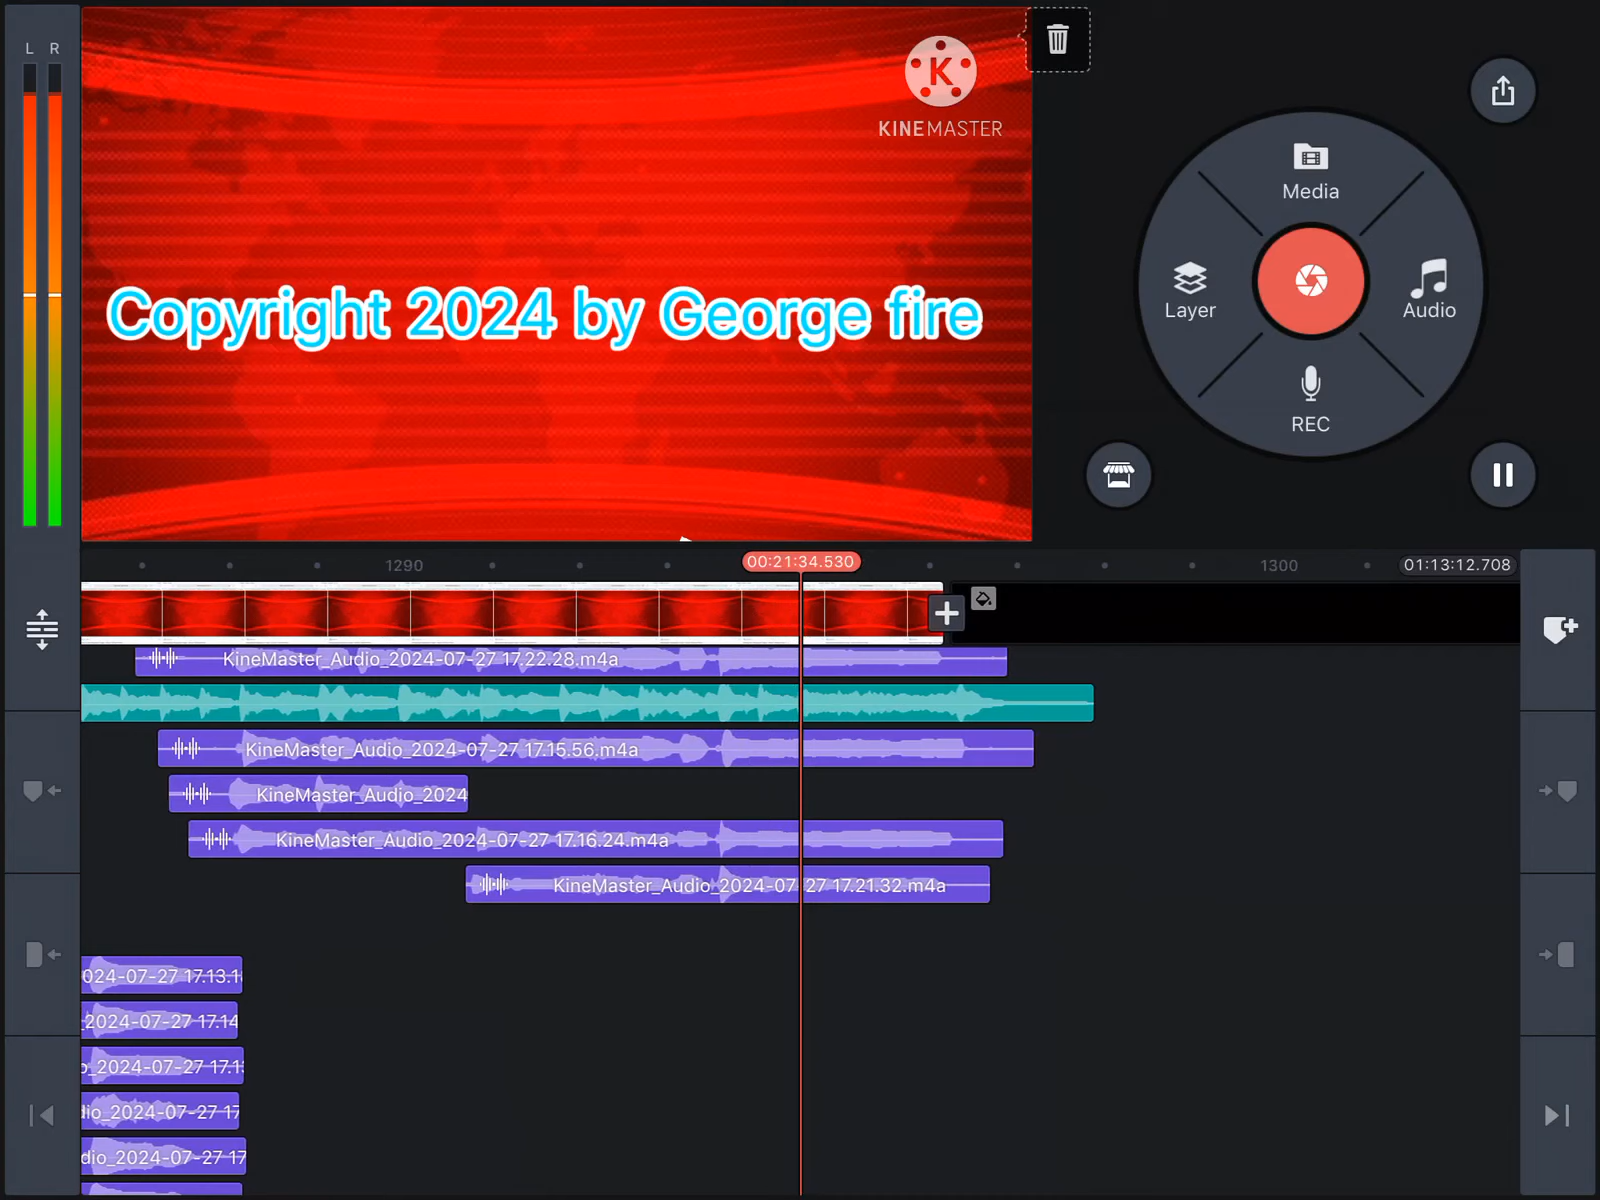 L R
K
KINEMASTER
Copyright 2024 by George fire
Media
Layer
Audio
REC
1290
00:21:34.530
1300
01:13:12.708
KineMaster_Audio_2024-07-27 17.22.28.m4a
KineMaster_Audio_2024-07-27 17.15.56.m4a
KineMaster_Audio_2024
KineMaster_Audio_2024-07-27 17.16.24.m4a
KineMaster_Audio_2024-07-27 17.21.32.m4a
024-07-27 17.13.1
_2024-07-27 17.14
o_2024-07-27 17.1
dio_2024-07-27 17
dio_2024-07-27 17